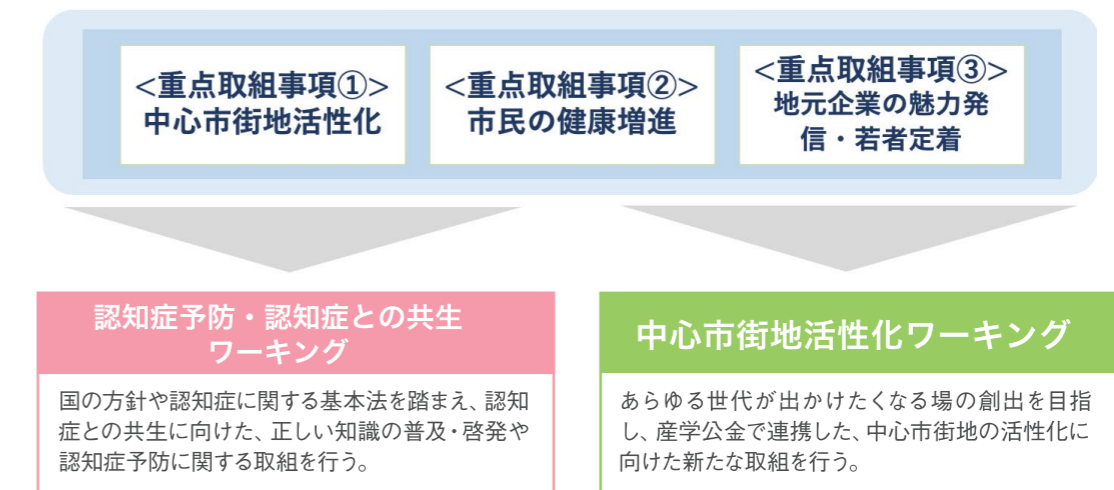 <重点取組事項①>
中心市街地活性化
<重点取組事項②>
市民の健康増進
<重点取組事項③>
地元企業の魅力発
信・若者定着
認知症予防・認知症との共生
ワーキング
国の方針や認知症に関する基本法を踏まえ、認知
症との共生に向けた、正しい知識の普及・啓発や
認知症予防に関する取組を行う。
中心市街地活性化ワーキング
あらゆる世代が出かけたくなる場の創出を目指
し、産学公金で連携した、中心市街地の活性化に
向けた新たな取組を行う。